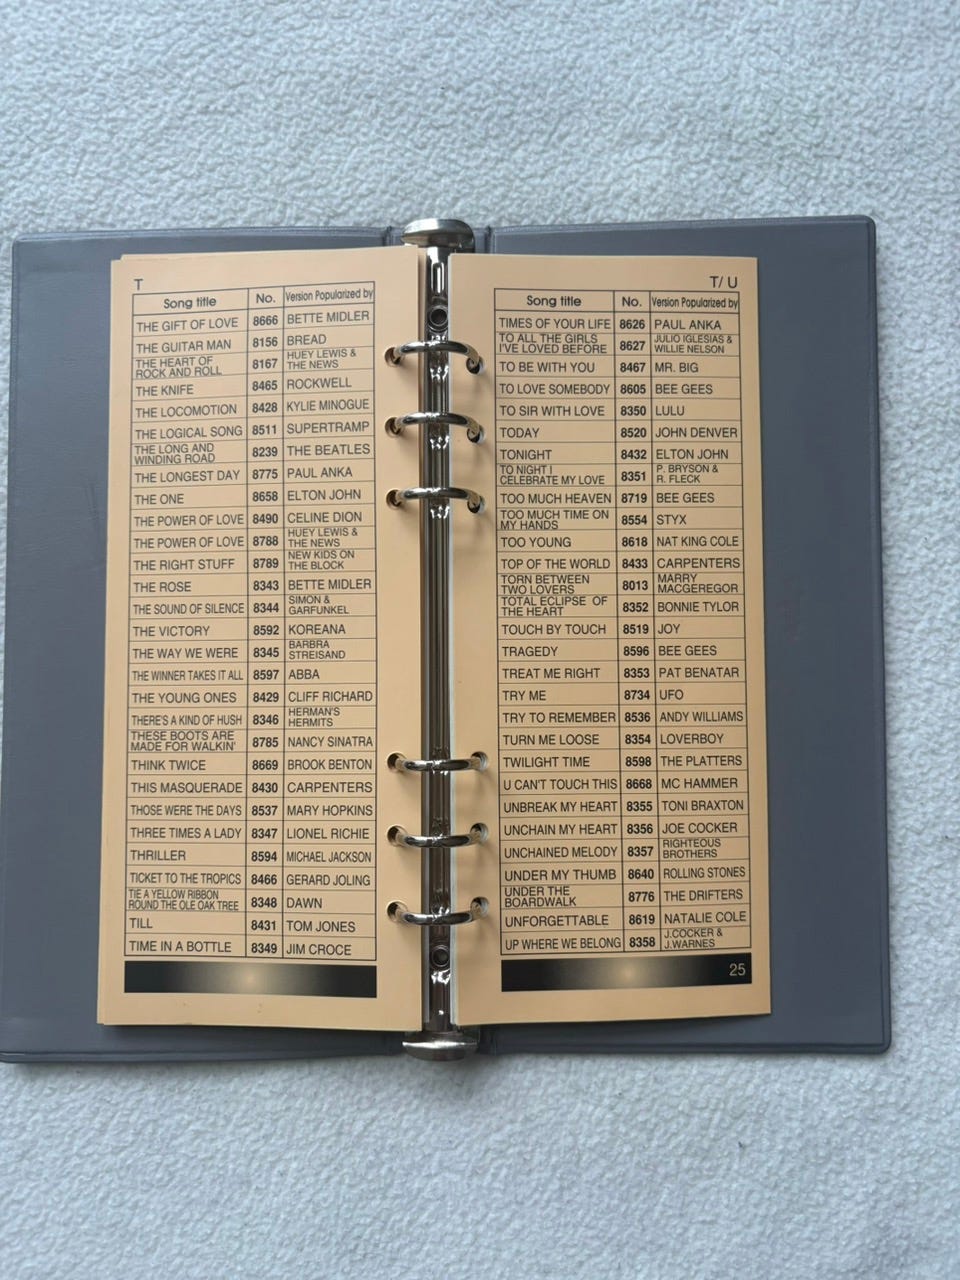 T
Song title No. Version Popularized by
THE GIFT OF LOVE 8666 BETTE MIDLER
THE GUITAR MAN 8156 BREAD
THE HEART OF ROCK AND ROLL 8167 HUEY LEWIS & THE NEWS
THE KNIFE 8465 ROCKWELL
THE LOCOMOTION 8428 KYLIE MINOGUE
THE LOGICAL SONG 8511 SUPERTRAMP
THE LONG AND WINDING ROAD 8239 THE BEATLES
THE LONGEST DAY 8775 PAUL ANKA
THE ONE 8658 ELTON JOHN
THE POWER OF LOVE 8490 CELINE DION
THE POWER OF LOVE 8788 HUEY LEWIS & THE NEWS
THE RIGHT STUFF 8789 NEW KIDS ON THE BLOCK
THE ROSE 8343 BETTE MIDLER
THE SOUND OF SILENCE 8344 SIMON & GARFUNKEL
THE VICTORY 8592 KOREANA
THE WAY WE WERE 8345 BARBRA STREISAND
THE WINNER TAKES IT ALL 8597 ABBA
THE YOUNG ONES 8429 CLIFF RICHARD
THERE'S A KIND OF HUSH 8346 HERMAN'S HERMITS
THESE BOOTS ARE MADE FOR WALKIN' 8785 NANCY SINATRA
THINK TWICE 8669 BROOK BENTON
THIS MASQUERADE 8430 CARPENTERS
THOSE WERE THE DAYS 8537 MARY HOPKINS
THREE TIMES A LADY 8347 LIONEL RICHIE
THRILLER 8594 MICHAEL JACKSON
TICKET TO THE TROPICS 8466 GERARD JOLING
TIE A YELLOW RIBBON ROUND THE OLE OAK TREE 8348 DAWN
TILL 8431 TOM JONES
TIME IN A BOTTLE 8349 JIM CROCE
T/ U
Song title No. Version Popularized by
TIMES OF YOUR LIFE 8626 PAUL ANKA
TO ALL THE GIRLS I'VE LOVED BEFORE 8627 JULIO IGLESIAS & WILLIE NELSON
TO BE WITH YOU 8467 MR. BIG
TO LOVE SOMEBODY 8605 BEE GEES
TO SIR WITH LOVE 8350 LULU
TODAY 8520 JOHN DENVER
TONIGHT 8432 ELTON JOHN
TO NIGHT I CELEBRATE MY LOVE 8351 P. BRYSON & R. FLECK
TOO MUCH HEAVEN 8719 BEE GEES
TOO MUCH TIME ON MY HANDS 8554 STYX
TOO YOUNG 8618 NAT KING COLE
TOP OF THE WORLD 8433 CARPENTERS
TORN BETWEEN TWO LOVERS 8013 MARRY MACGEREGOR
TOTAL ECLIPSE OF THE HEART 8352 BONNIE TYLOR
TOUCH BY TOUCH 8519 JOY
TRAGEDY 8596 BEE GEES
TREAT ME RIGHT 8353 PAT BENATAR
TRY ME 8734 UFO
TRY TO REMEMBER 8536 ANDY WILLIAMS
TURN ME LOOSE 8354 LOVERBOY
TWILIGHT TIME 8598 THE PLATTERS
U CAN'T TOUCH THIS 8668 MC HAMMER
UNBREAK MY HEART 8355 TONI BRAXTON
UNCHAIN MY HEART 8356 JOE COCKER
UNCHAINED MELODY 8357 RIGHTEOUS BROTHERS
UNDER MY THUMB 8640 ROLLING STONES
UNDER THE BOARDWALK 8776 THE DRIFTERS
UNFORGETTABLE 8619 NATALIE COLE
UP WHERE WE BELONG 8358 J.COCKER & J.WARNES
25